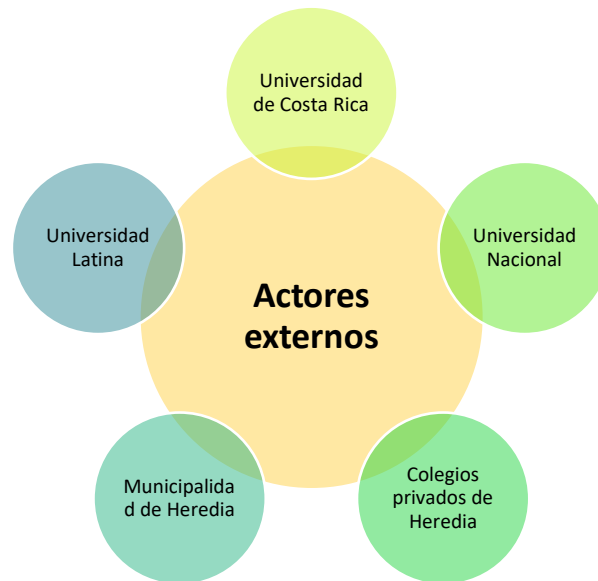 Universidad
de Costa Rica
Universidad
Latina
Universidad
Nacional
Actores
externos
Municipalida
d de Heredia
Colegios
privados de
Heredia